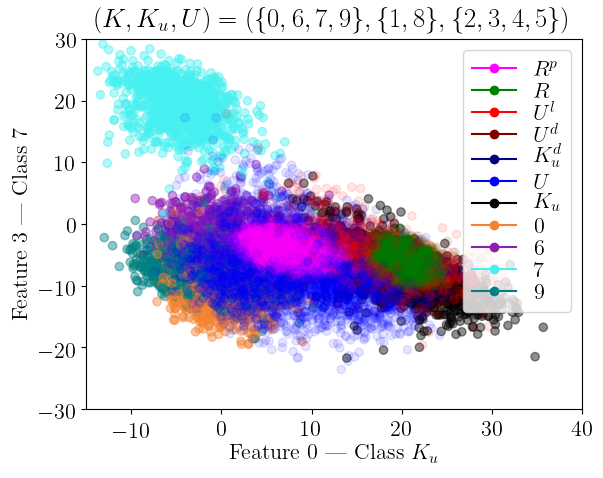 (K, K_u, U) = ({0, 6, 7, 9}, {1, 8}, {2, 3, 4, 5})
Feature 3 — Class 7
30
20
10
0
−10
−20
−30
−10 0 10 20 30 40
Feature 0 — Class K_u
R^p
R
U^l
U^d
K_u^d
U
K_u
0
6
7
9